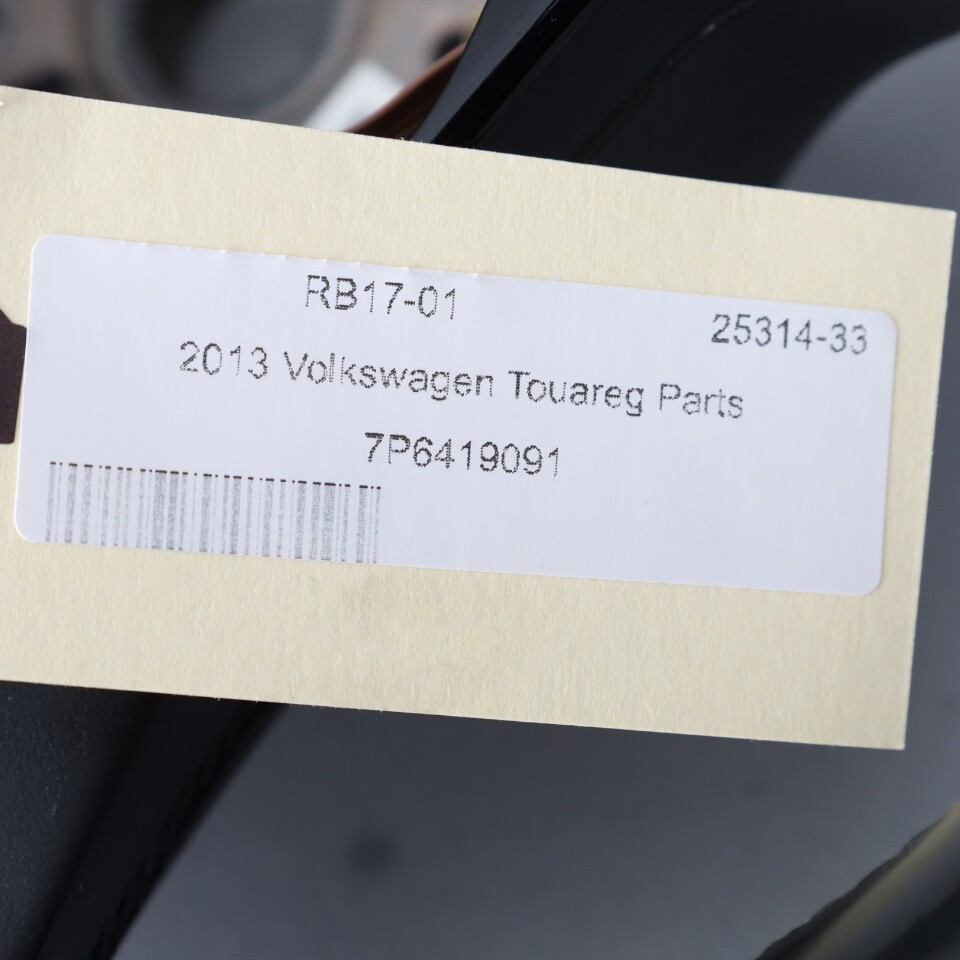 RB17-01
25314-33
2013 Volkswagen Touareg Parts
7P6419091